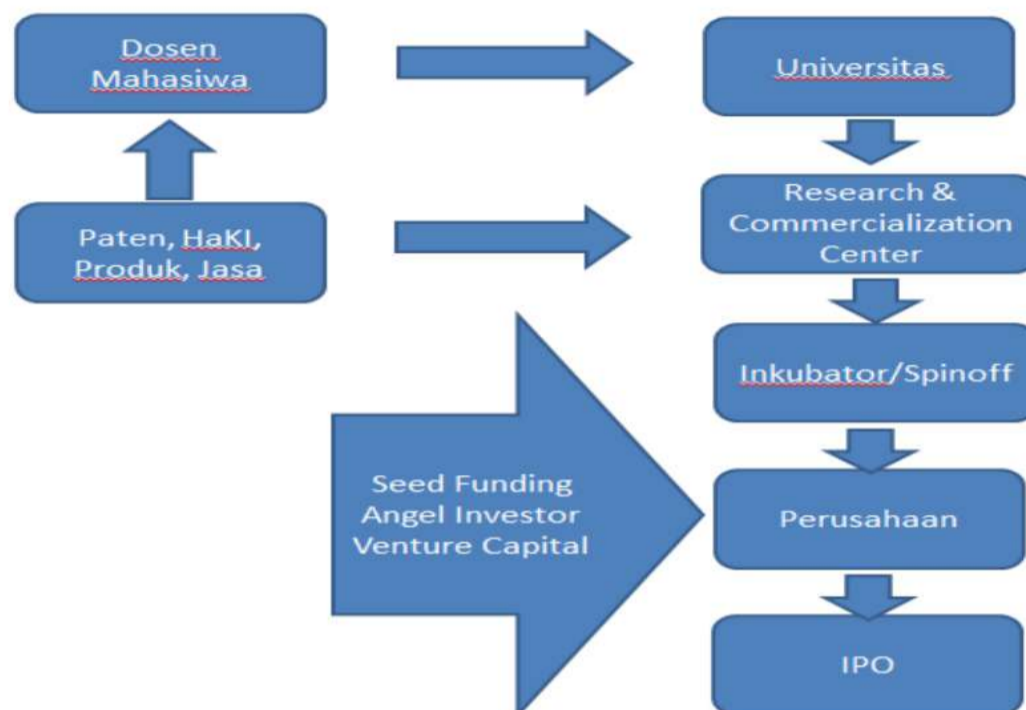 Dosen
Mahasiwa
Universitas
Paten, HaKI,
Produk, Jasa
Research &
Commercialization
Center
Inkubator/Spinoff
Seed Funding
Angel Investor
Venture Capital
Perusahaan
IPO